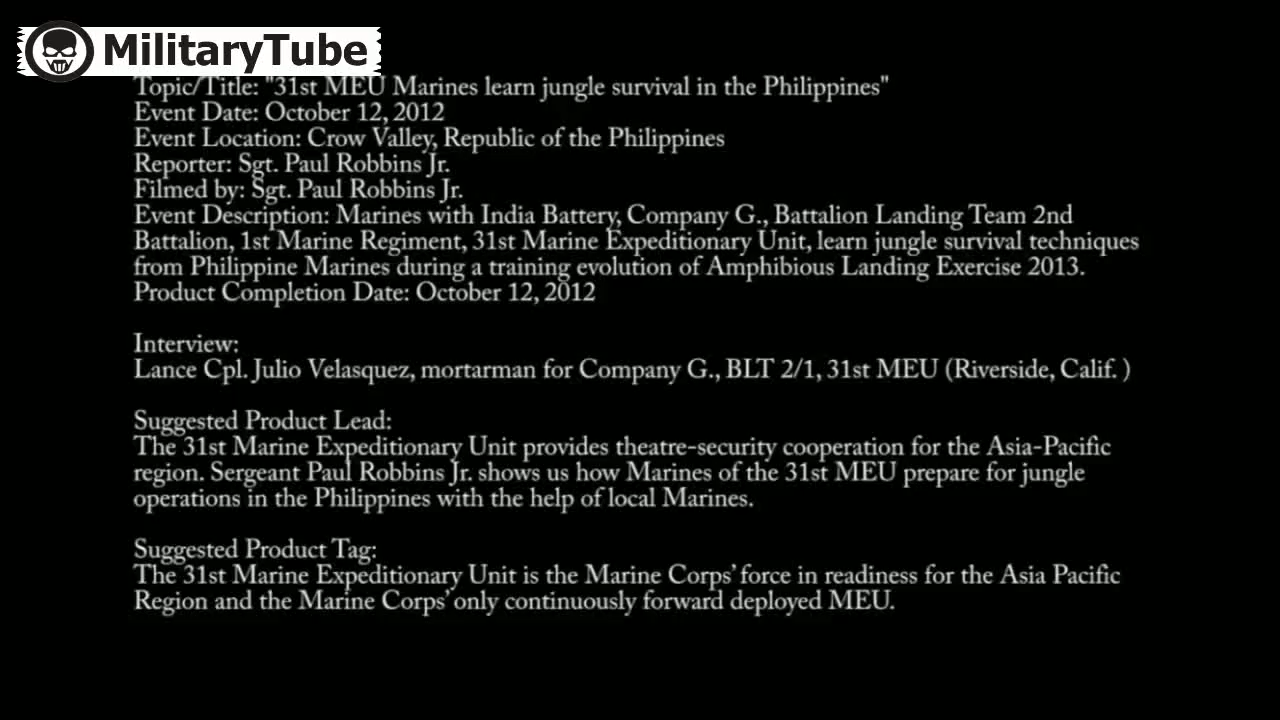 MilitaryTube
Topic/Title: "31st MEU Marines learn jungle survival in the Philippines"
Event Date: October 12, 2012
Event Location: Crow Valley, Republic of the Philippines
Reporter: Sgt. Paul Robbins Jr.
Filmed by: Sgt. Paul Robbins Jr.
Event Description: Marines with India Battery, Company G., Battalion Landing Team 2nd
Battalion, 1st Marine Regiment, 31st Marine Expeditionary Unit, learn jungle survival techniques
from Philippine Marines during a training evolution of Amphibious Landing Exercise 2013.
Product Completion Date: October 12, 2012
Interview:
Lance Cpl. Julio Velasquez, mortarman for Company G., BLT 2/1, 31st MEU (Riverside, Calif. )
Suggested Product Lead:
The 31st Marine Expeditionary Unit provides theatre-security cooperation for the Asia-Pacific
region. Sergeant Paul Robbins Jr. shows us how Marines of the 31st MEU prepare for jungle
operations in the Philippines with the help of local Marines.
Suggested Product Tag:
The 31st Marine Expeditionary Unit is the Marine Corps' force in readiness for the Asia Pacific
Region and the Marine Corps' only continuously forward deployed MEU.